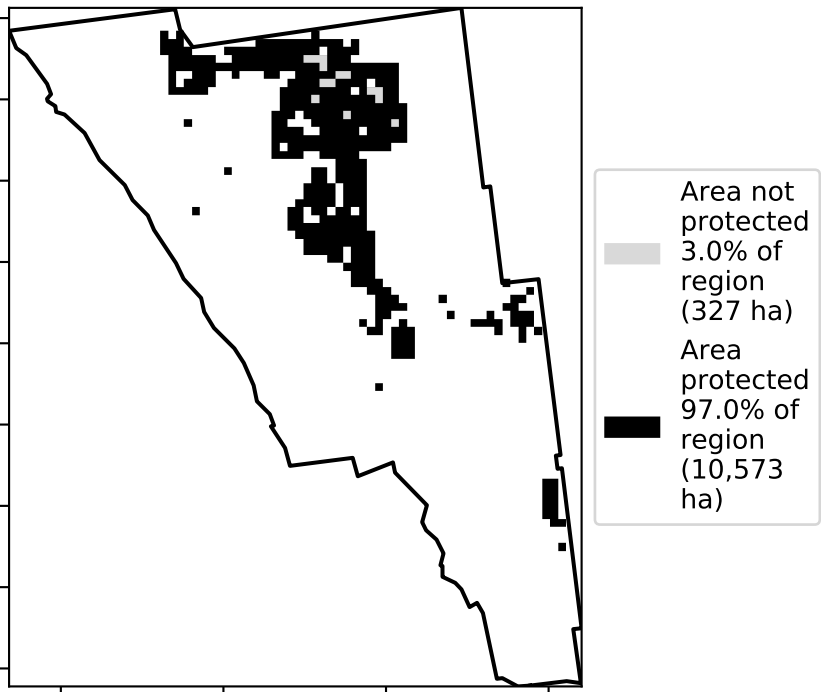 Area not
protected
3.0% of
region
(327 ha)
Area
protected
97.0% of
region
(10,573
ha)